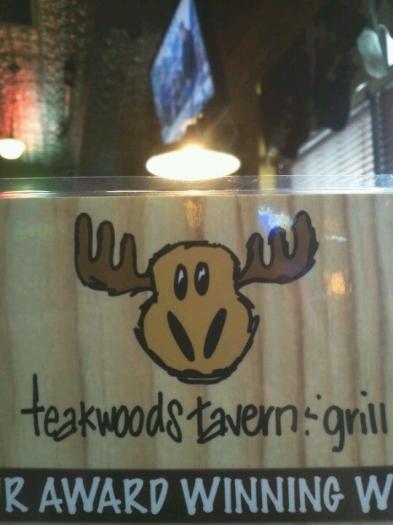 teakwoods tavern & grill
R AWARD WINNING W